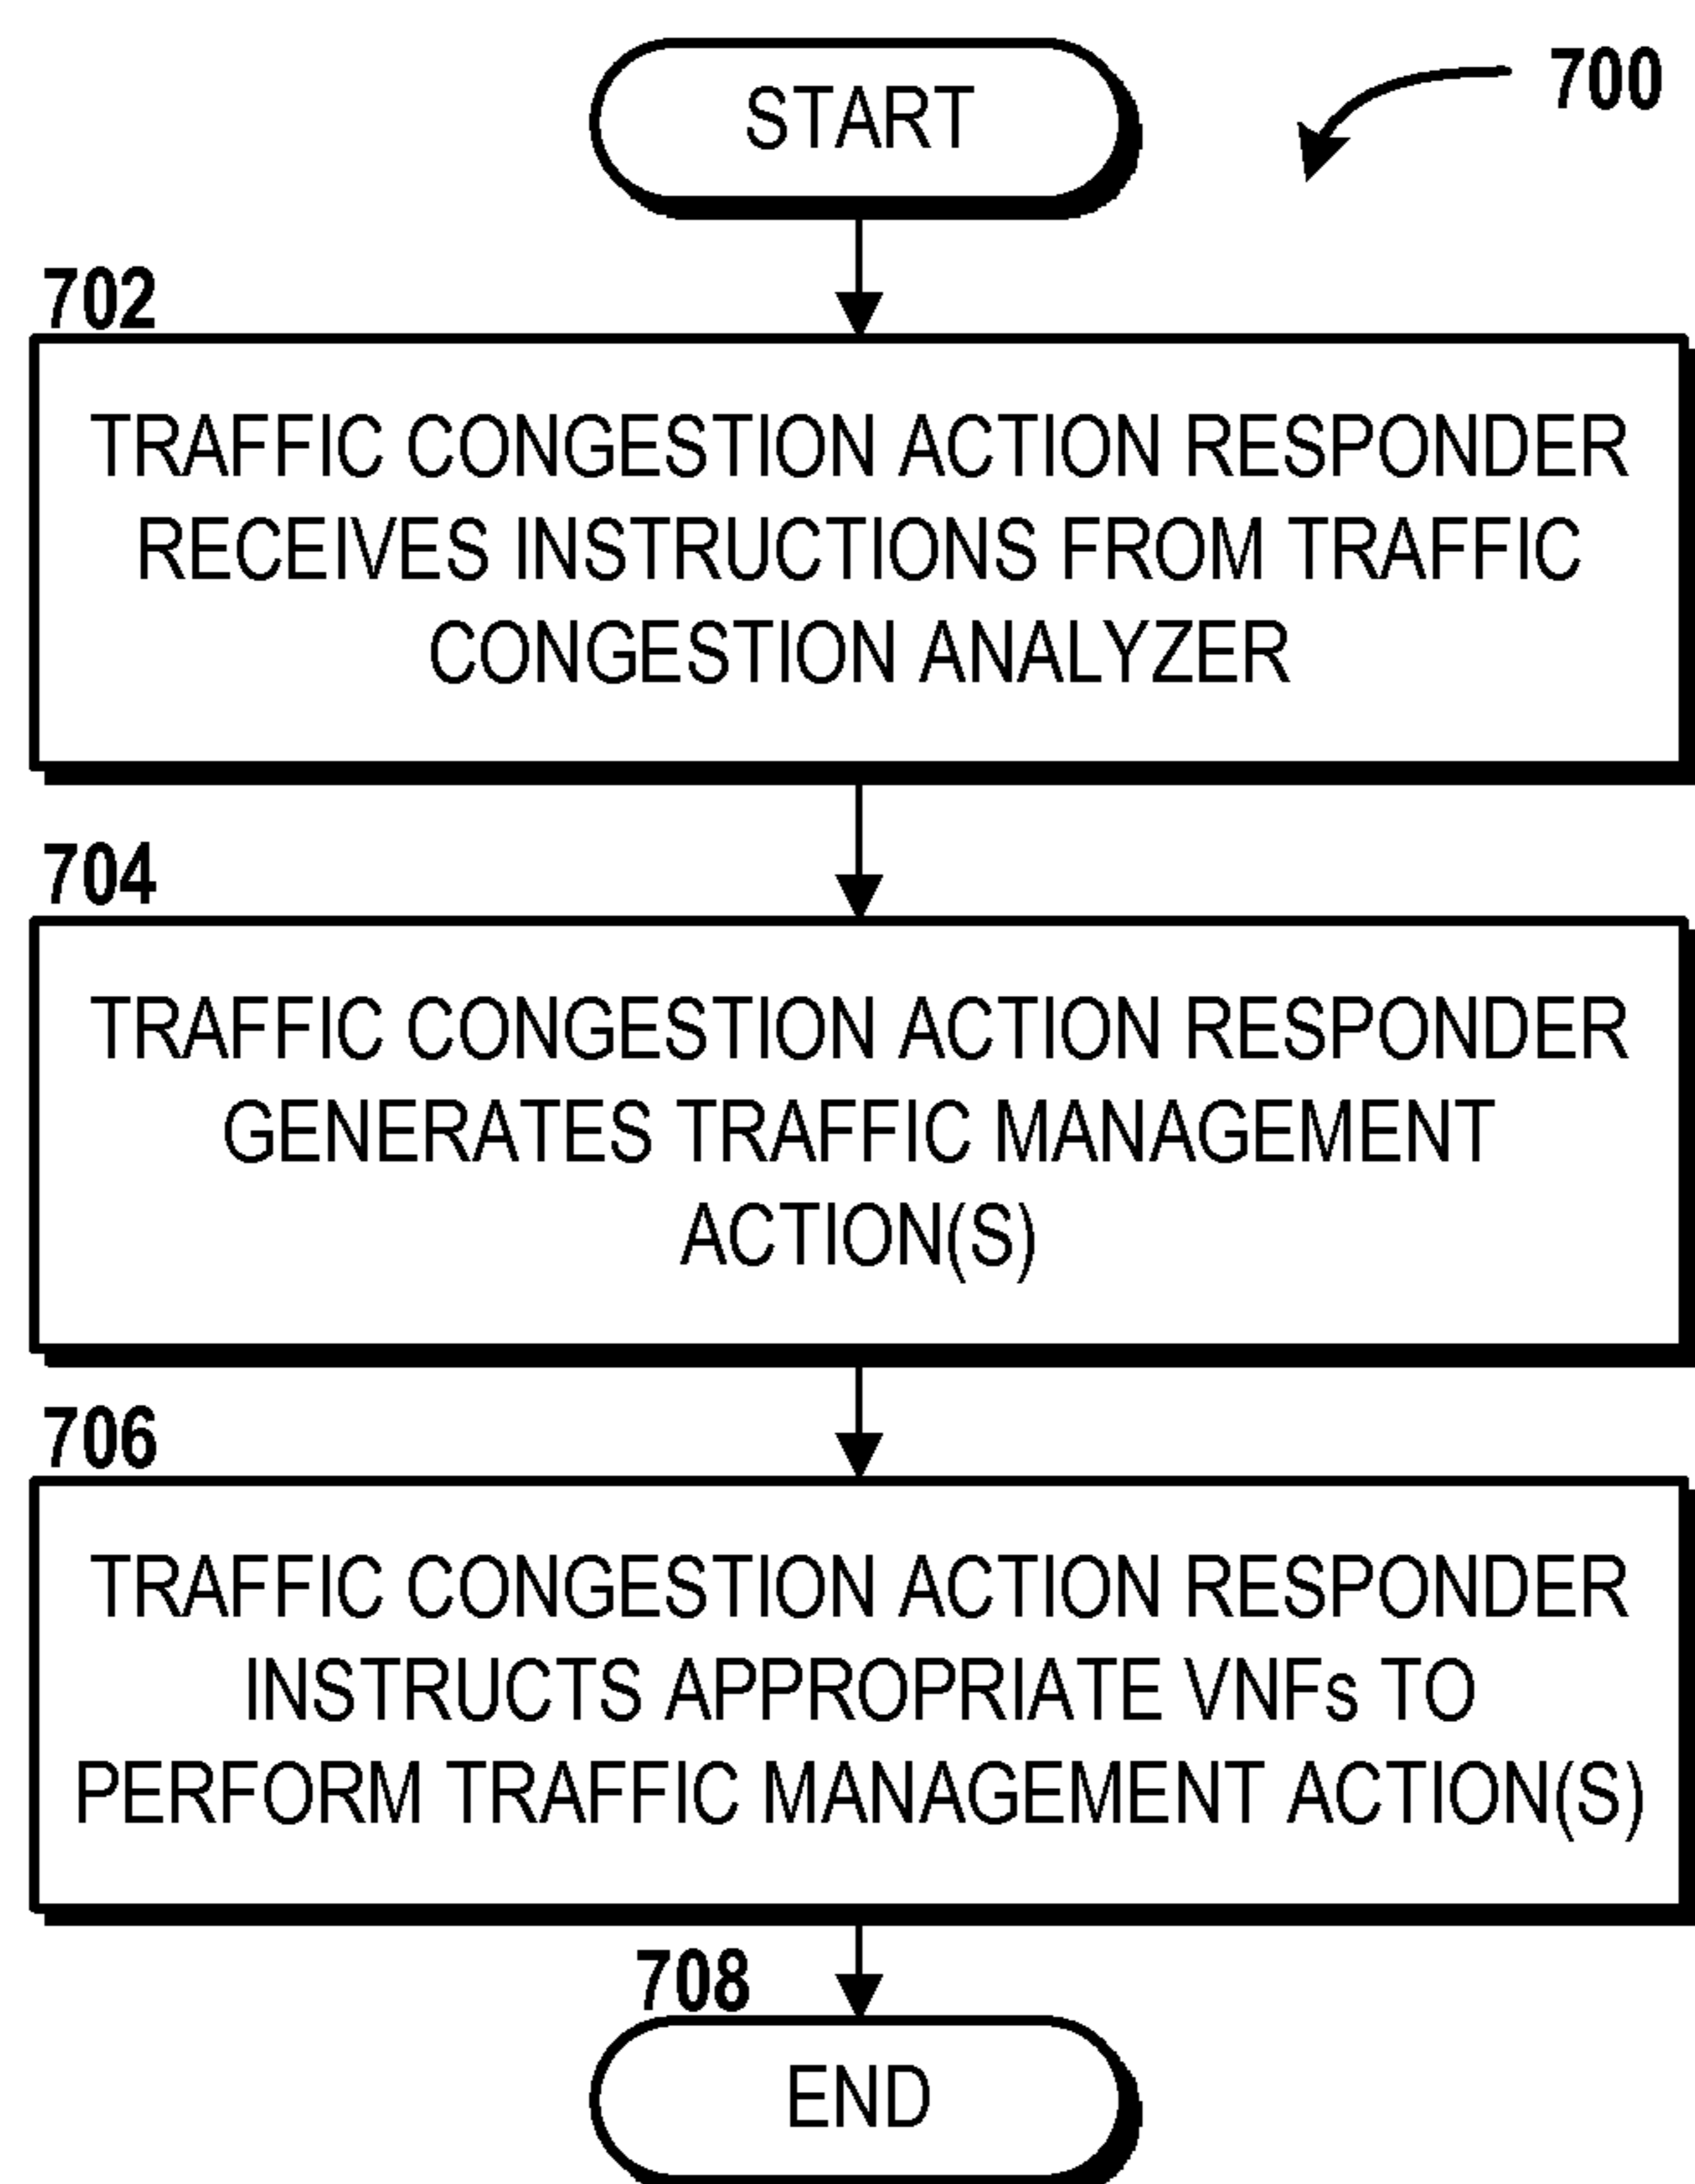 START
700
702
TRAFFIC CONGESTION ACTION RESPONDER
RECEIVES INSTRUCTIONS FROM TRAFFIC
CONGESTION ANALYZER
704
TRAFFIC CONGESTION ACTION RESPONDER
GENERATES TRAFFIC MANAGEMENT
ACTION(S)
706
TRAFFIC CONGESTION ACTION RESPONDER
INSTRUCTS APPROPRIATE VNFs TO
PERFORM TRAFFIC MANAGEMENT ACTION(S)
708
END